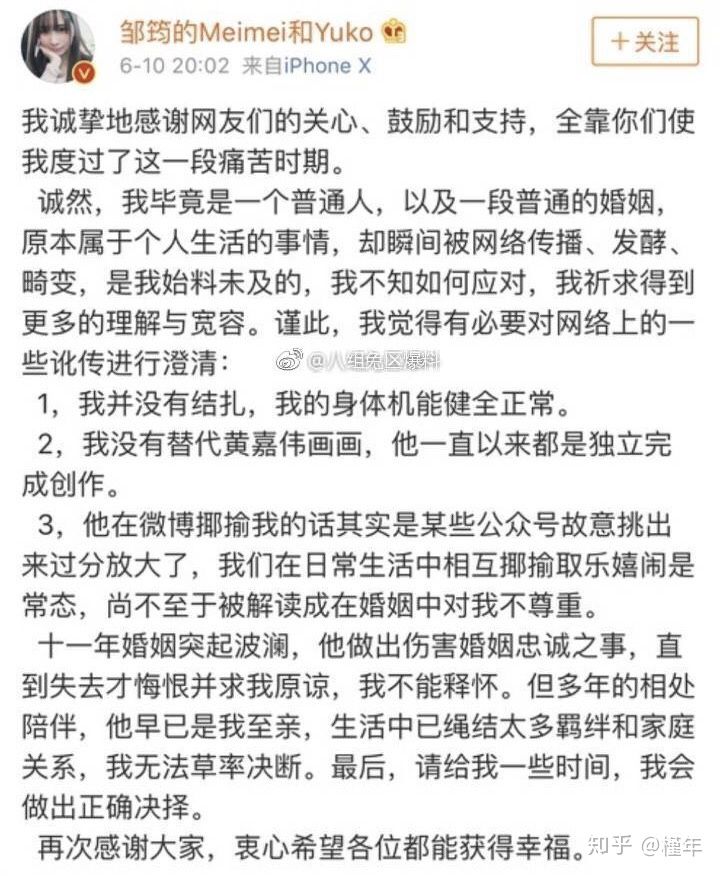 邹筠的Meimei和Yuko
+关注
6-10 20:02 来自iPhone X
我诚挚地感谢网友们的关心、鼓励和支持，全靠你们使
我度过了这一段痛苦时期。
诚然，我毕竟是一个普通人，以及一段普通的婚姻，
原本属于个人生活的事情，却瞬间被网络传播、发酵、
畸变，是我始料未及的，我不知如何应对，我祈求得到
更多的理解与宽容。谨此，我觉得有必要对网络上的一
些讹传进行澄清：
@八组兔区爆料
1，我并没有结扎，我的身体机能健全正常。
2，我没有替代黄嘉伟画画，他一直以来都是独立完
成创作。
3，他在微博揶揄我的话其实是某些公众号故意挑出
来过分放大了，我们在日常生活中相互揶揄取乐嬉闹是
常态，尚不至于被解读成在婚姻中对我不尊重。
十一年婚姻突起波澜，他做出伤害婚姻忠诚之事，直
到失去才悔恨并求我原谅，我不能释怀。但多年的相处
陪伴，他早已是我至亲，生活中已绳结太多羁绊和家庭
关系，我无法草率决断。最后，请给我一些时间，我会
做出正确决择。
再次感谢大家，衷心希望各位都能获得幸福。
知乎 @槿年